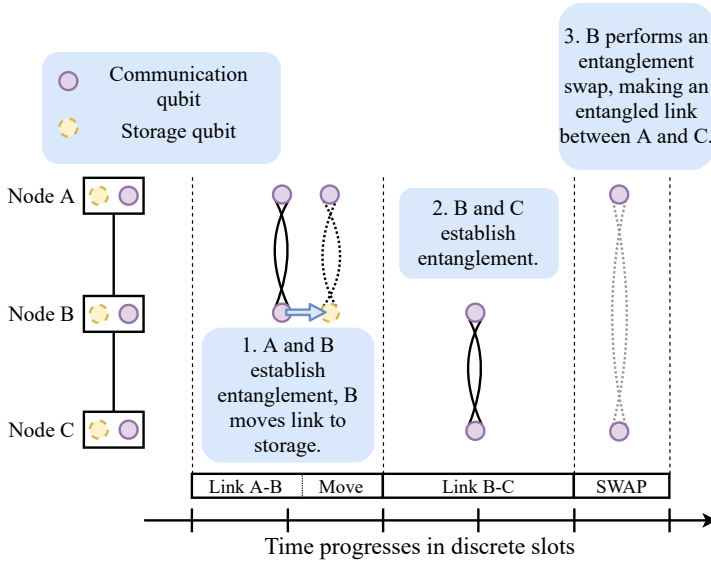 Communication
qubit
Storage qubit
3. B performs an
entanglement
swap, making an
entangled link
between A and C.
Node A
2. B and C
establish
entanglement.
Node B
1. A and B
establish
entanglement, B
moves link to
storage.
Node C
Link A-B
Move
Link B-C
SWAP
Time progresses in discrete slots